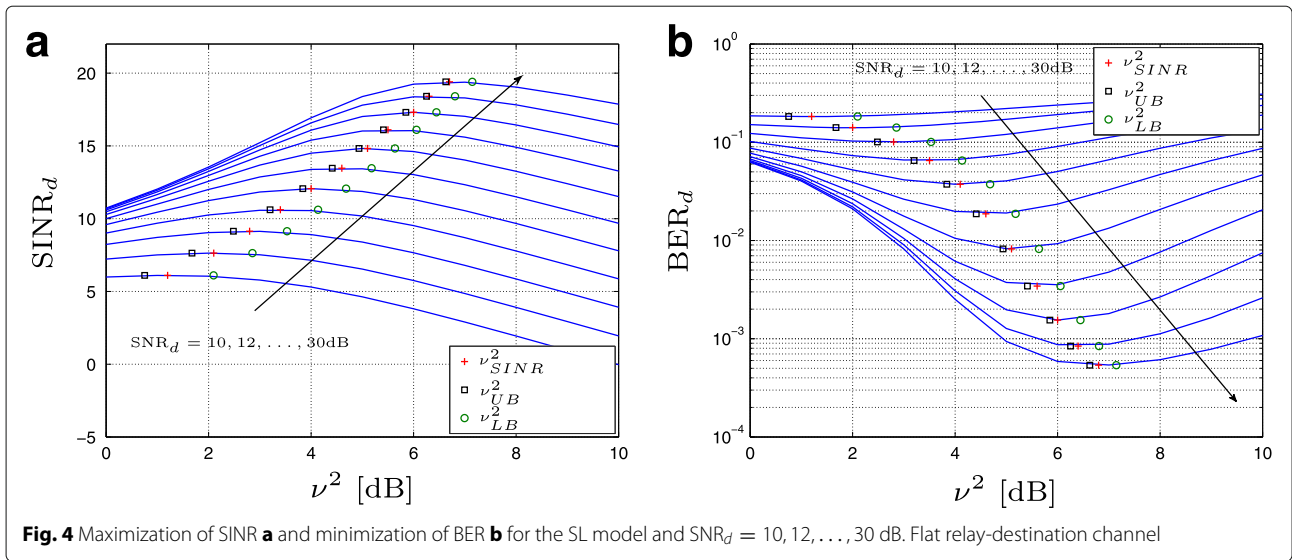 a
20
15
10
5
0
−5
0 2 4 6 8 10
SINR_d
ν² [dB]
SNR_d = 10, 12, . . . , 30dB
ν²_SINR
ν²_UB
ν²_LB
b
10⁰
10⁻¹
10⁻²
10⁻³
10⁻⁴
0 2 4 6 8 10
BER_d
ν² [dB]
SNR_d = 10, 12, . . . , 30dB
ν²_SINR
ν²_UB
ν²_LB
Fig. 4 Maximization of SINR a and minimization of BER b for the SL model and SNR_d = 10, 12, . . . , 30 dB. Flat relay-destination channel